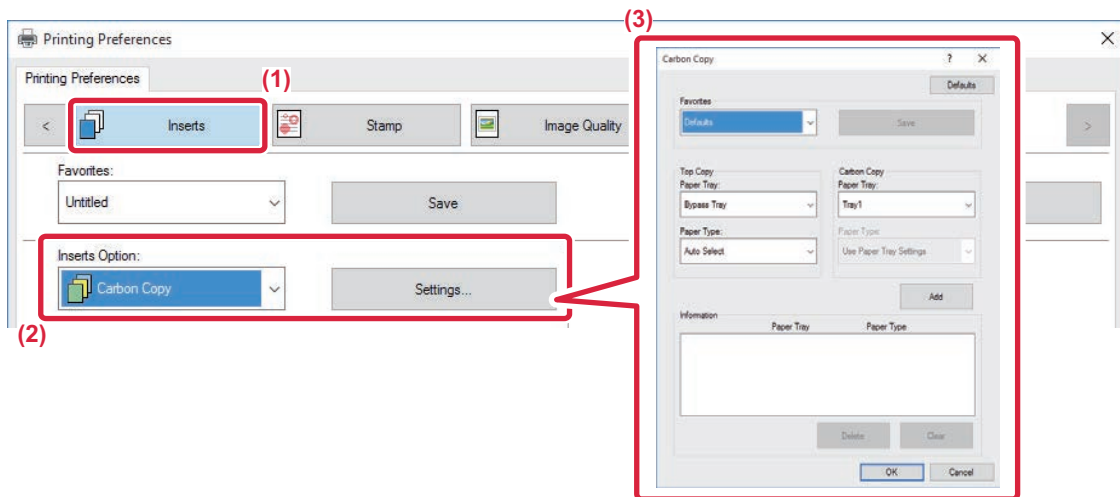 (3)
Printing Preferences
Printing Preferences
(1)
< Inserts Stamp Image Quality >
Favorites:
Untitled Save
Inserts Option:
Carbon Copy Settings...
(2)
Carbon Copy ? ×
Defaults
Favorites
Defaults Save
Top Copy Carbon Copy
Paper Tray: Paper Tray:
Bypass Tray Tray1
Paper Type: Paper Type:
Auto Select Use Paper Tray Settings
Add
Information
Paper Tray Paper Type
Delete Clear
OK Cancel